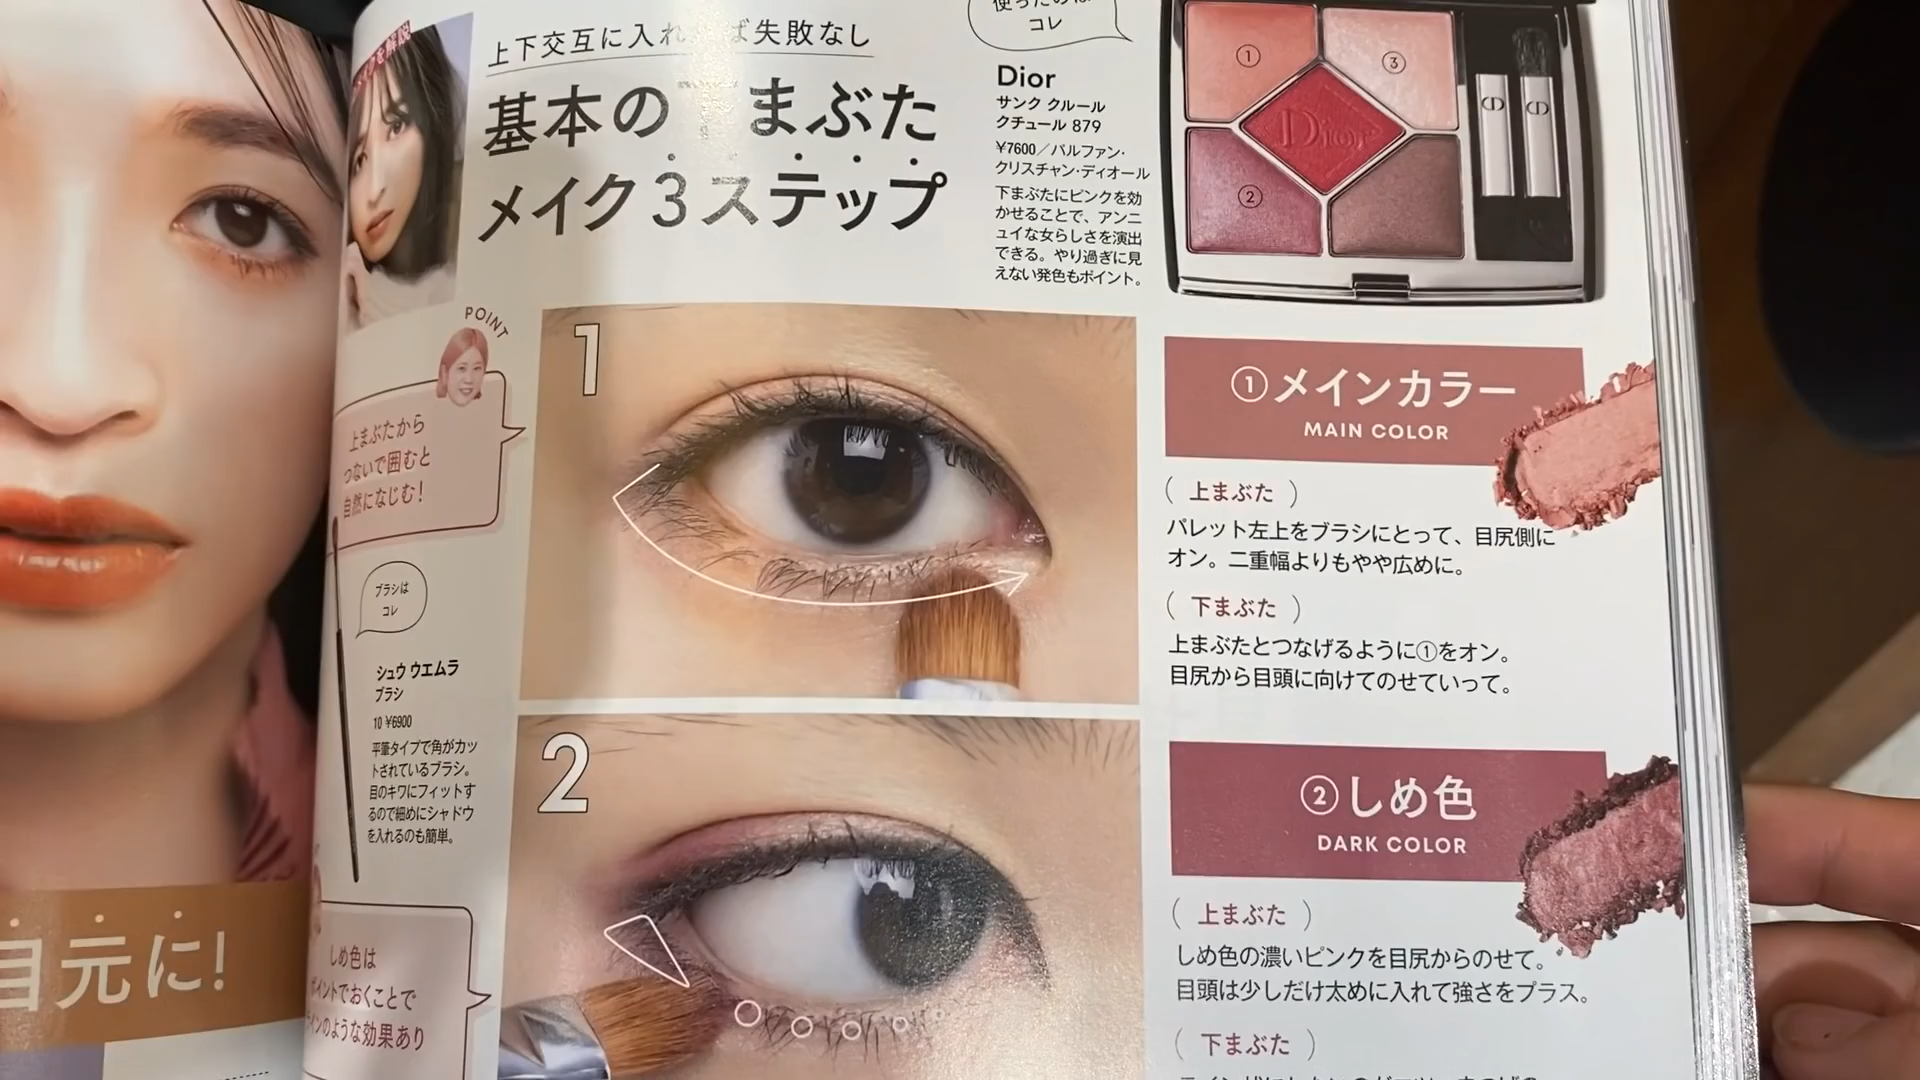 上下交互に入れ ば失敗なし
基本の まぶた
メイク3ステップ
コレ
Dior
サンク クルール
クチュール 879
¥7600／パルファン・
クリスチャン・ディオール
下まぶたにピンクを効
かせることで、アンニ
ュイな女らしさを演出
できる。やり過ぎに見
えない発色もポイント。
①
③
Dior
②
CD
CD
POINT
上まぶたから
つないで囲むと
自然になじむ！
ブラシは
コレ
シュウ ウエムラ
ブラシ
10 ¥6900
平筆タイプで角がカッ
トされているブラシ。
目のキワにフィットす
るので細めにシャドウ
を入れるのも簡単。
しめ色は
ポイントでおくことで
のような効果あり
目元に!
1
2
①メインカラー
MAIN COLOR
（上まぶた）
パレット左上をブラシにとって、目尻側に
オン。二重幅よりもやや広めに。
（下まぶた）
上まぶたとつなげるように①をオン。
目尻から目頭に向けてのせていって。
②しめ色
DARK COLOR
（上まぶた）
しめ色の濃いピンクを目尻からのせて。
目頭は少しだけ太めに入れて強さをプラス。
（下まぶた）